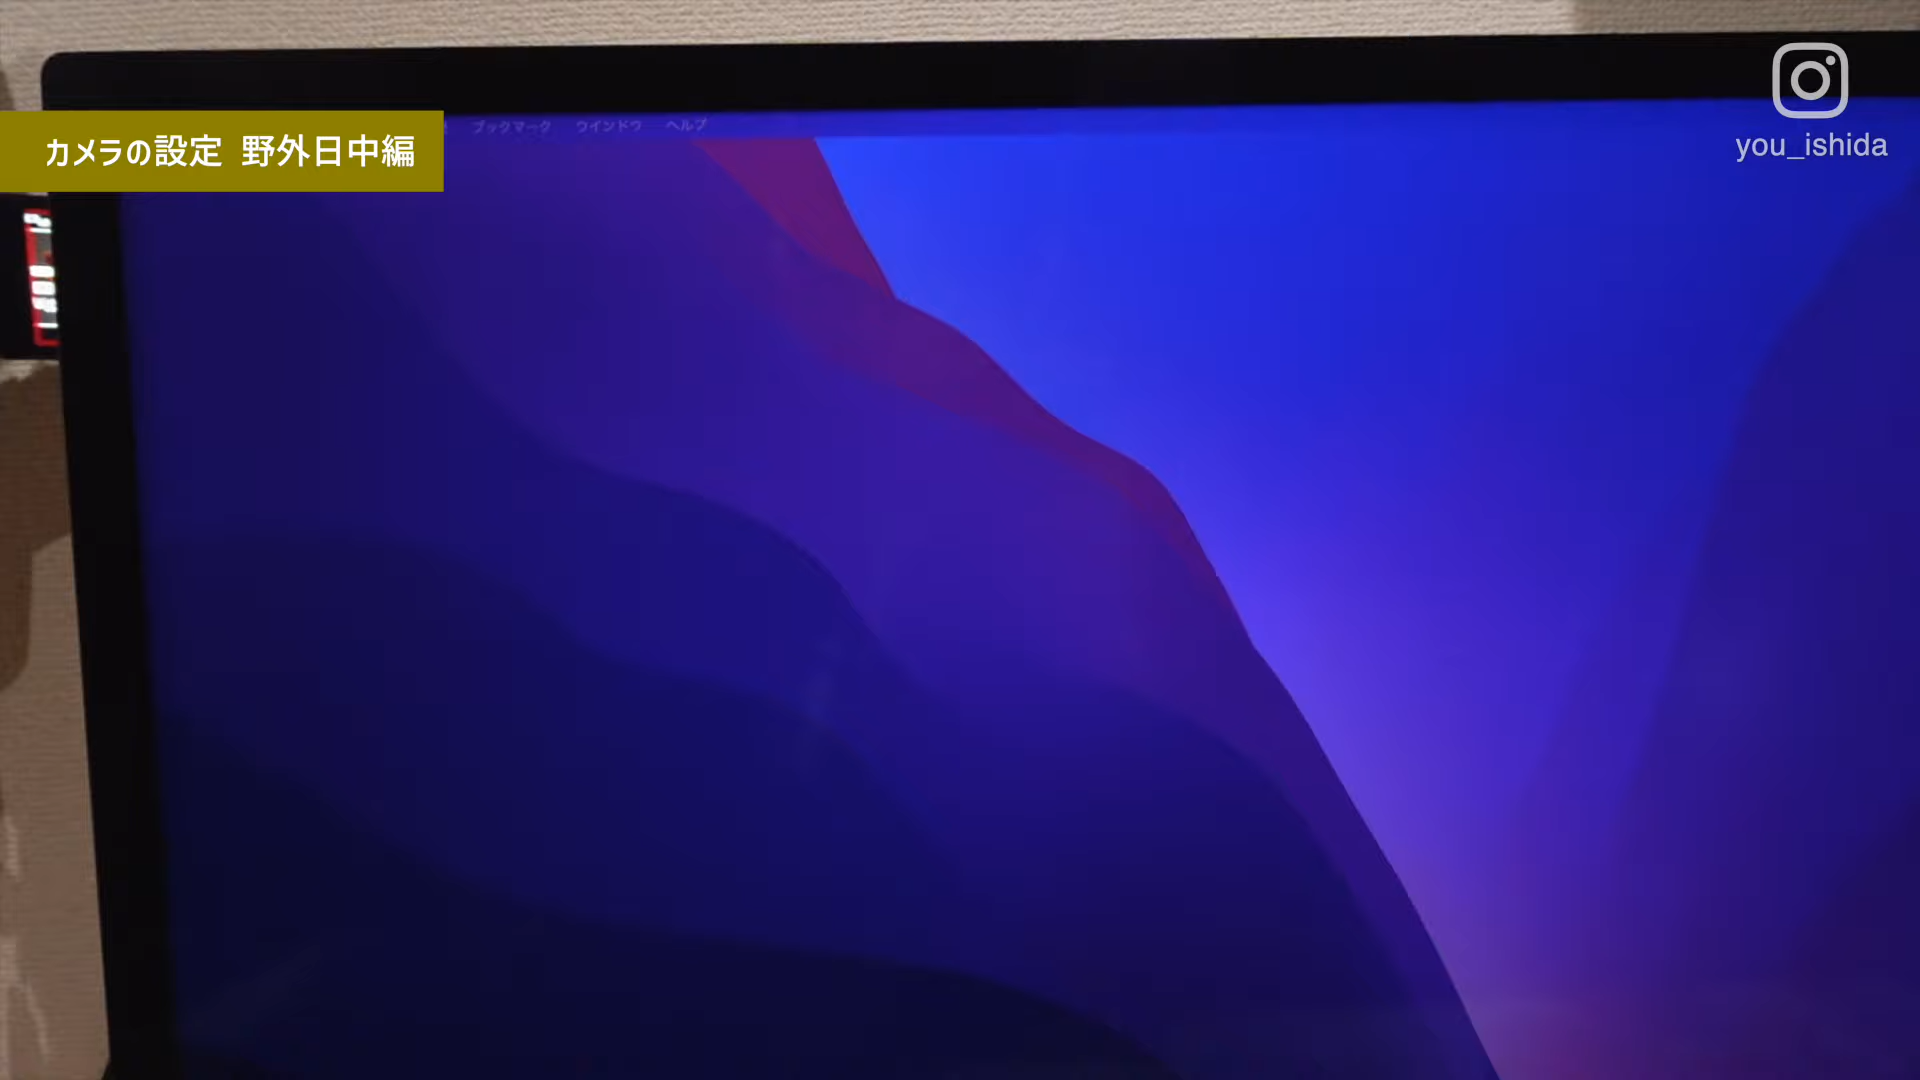 ブックマーク ウインドウ ヘルプ
カメラの設定 野外日中編
you_ishida